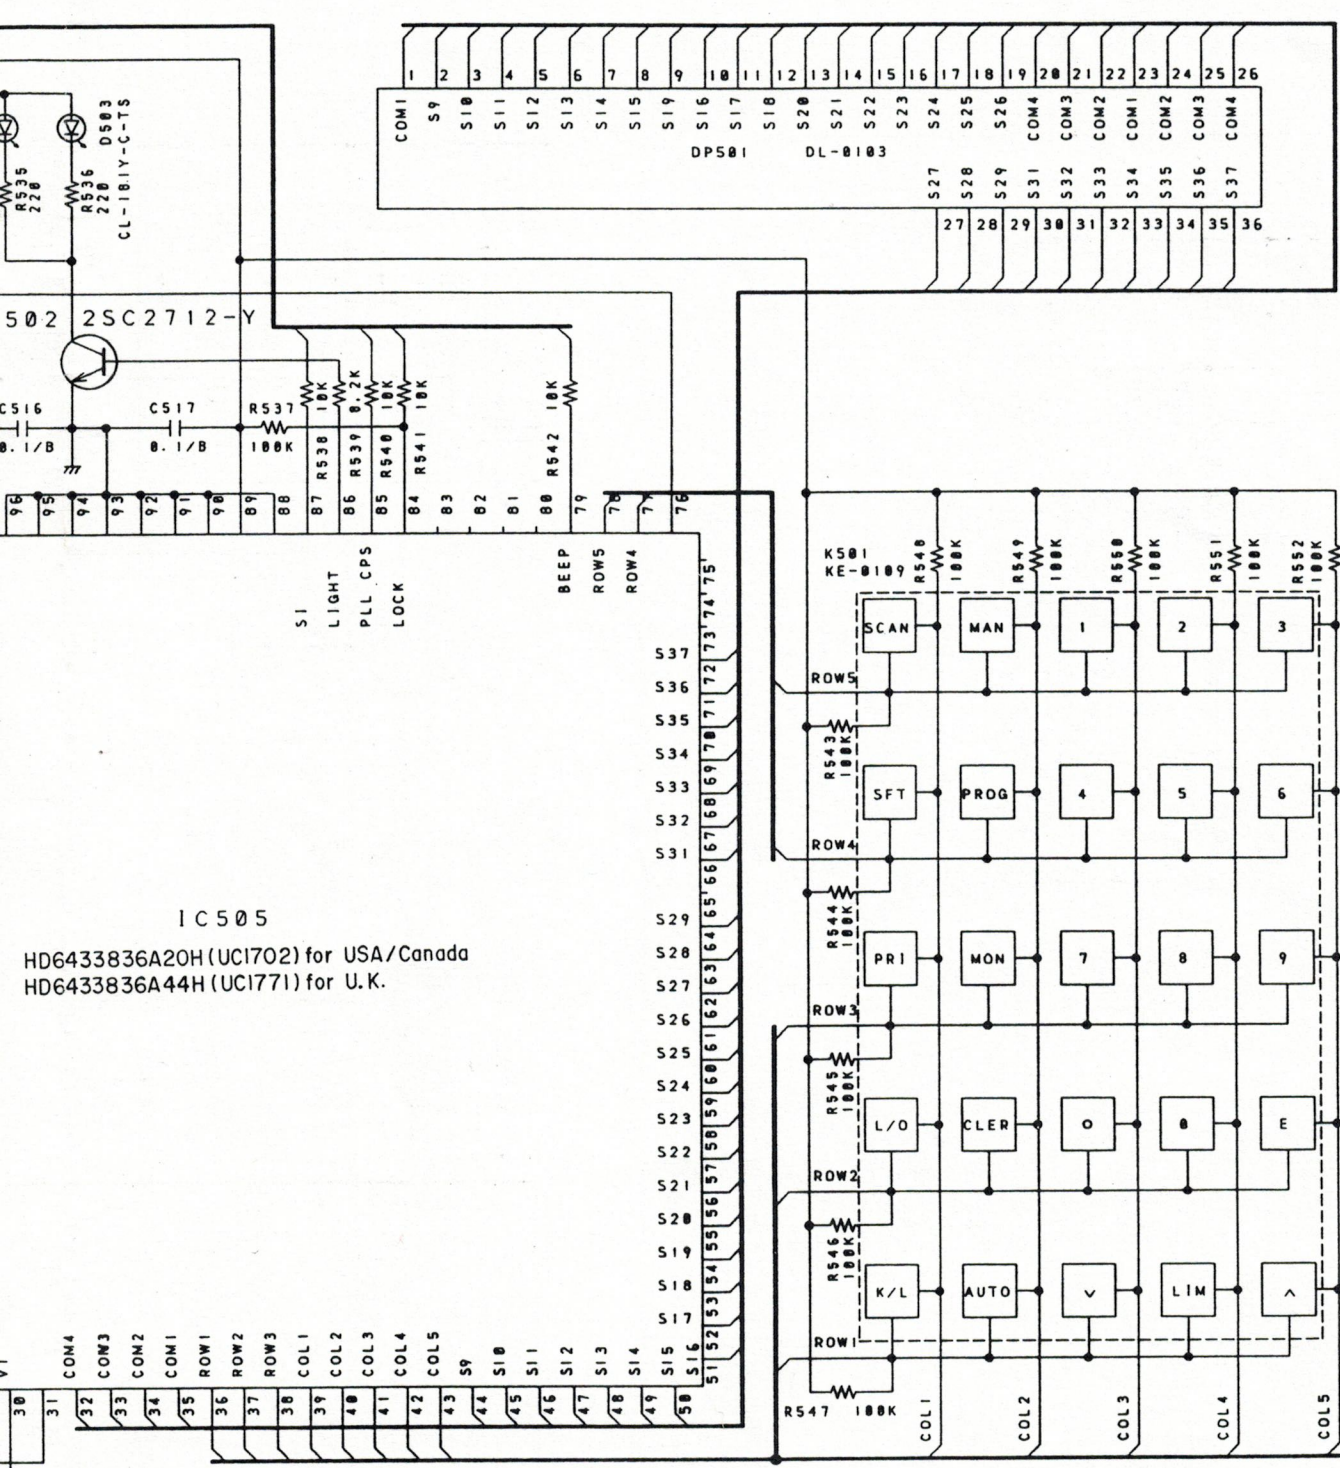 1 2 3 4 5 6 7 8 9 10 11 12 13 14 15 16 17 18 19 20 21 22 23 24 25 26
COM1 S9 S10 S11 S12 S13 S14 S15 S19 S16 S17 S18 S20 S21 S22 S23 S24 S25 S26 COM4 COM3 COM2 COM1 COM2 COM3 COM4
DP501 DL-0103
S27 S28 S29 S31 S32 S33 S34 S35 S36 S37
27 28 29 30 31 32 33 34 35 36
D503
CL-181Y-C-TS
R535
220
R536
220
502 2SC2712-Y
C516
0.1/B
C517
0.1/B
R537
100K
R538 10K
R539 8.2K
R540 10K
R541 10K
R542 10K
96 95 94 93 92 91 90 89 88 87 86 85 84 83 82 81 80 79 78 77 76
S1
LIGHT
PLL CPS
LOCK
BEEP
ROW5
ROW4
75
74
73
S37 72
S36 71
S35 70
S34 69
S33 68
S32 67
S31 66
65
S29 64
S28 63
S27 62
S26 61
S25 60
S24 59
S23 58
S22 57
S21 56
S20 55
S19 54
S18 53
S17 52
S16 51
IC505
HD6433836A20H(UC1702) for USA/Canada
HD6433836A44H(UC1771) for U.K.
V1 COM4 COM3 COM2 COM1 ROW1 ROW2 ROW3 COL1 COL2 COL3 COL4 COL5 S9 S10 S11 S12 S13 S14 S15
30 31 32 33 34 35 36 37 38 39 40 41 42 43 44 45 46 47 48 49 50
K501
KE-0109
R548 100K
R549 100K
R550 100K
R551 100K
R552 100K
SCAN MAN 1 2 3
ROW5
R543
100K
SFT PROG 4 5 6
ROW4
R544
100K
PRI MON 7 8 9
ROW3
R545
100K
L/O CLER O 0 E
ROW2
R546
100K
K/L AUTO ∨ LIM ∧
ROW1
R547 100K
COL1 COL2 COL3 COL4 COL5